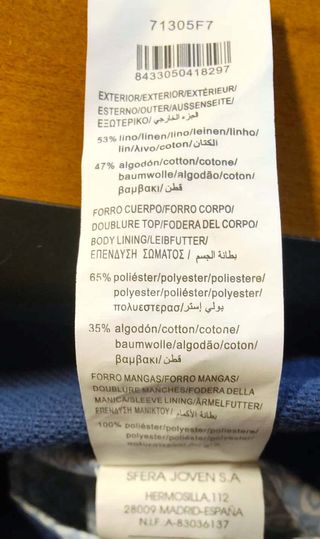 71305F7
8433050418297
EXTERIOR/EXTERIOR/EXTÉRIEUR/
ESTERNO/OUTER/AUSSENSEITE/
ΕΞΩΤΕΡΙΚΟ/ الجزء الخارجي/
53% lino/linen/lino/leinen/linho/
lin/λινο/coton/الكتان
47% algodón/cotton/cotone/
baumwolle/algodão/coton/
βαμβακι/قطن
FORRO CUERPO/FORRO CORPO/
DOUBLURE TOP/FODERA DEL CORPO/
BODY LINING/LEIBFUTTER/
ΕΠΕΝΔΥΣΗ ΣΩΜΑΤΟΣ/ بطانة الجسم/
65% poliéster/polyester/poliestere/
polyester/polyester/poliéster/
πολυεστερασ/بولي إستر
35% algodón/cotton/cotone/
baumwolle/algodão/coton/
βαμβακι/قطن
FORRO MANGAS/FORRO MANGAS/
DOUBLURE MANCHES/FODERA DELLA
MANICA/SLEEVE LINING/ÄRMELFUTTER/
ΕΠΕΝΔΥΣΗ ΜΑΝΙΚΤΟΥ/ بطانة الأكمام/
100% poliéster/polyester/
SFERA JOVEN S.A
HERMOSILLA,112
28009 MADRID-ESPAÑA
N.I.F.:A-83036137